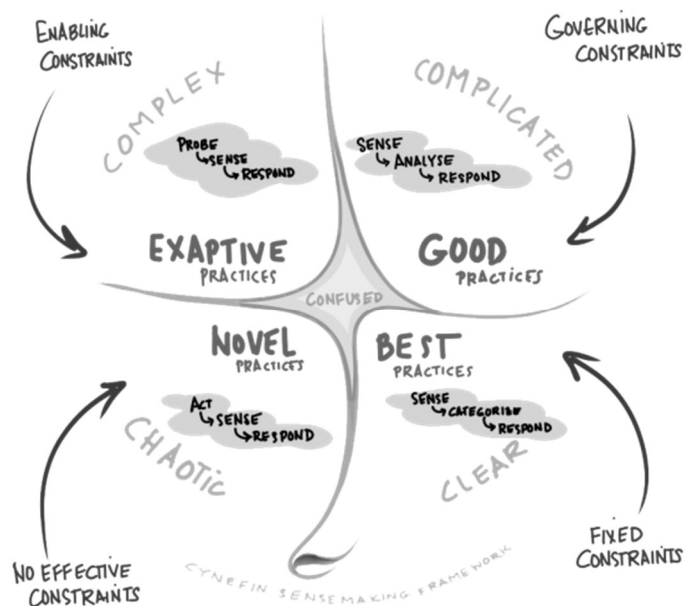 ENABLING
CONSTRAINTS
COMPLEX
PROBE
SENSE
RESPOND
EXAPTIVE
PRACTICES
GOVERNING
CONSTRAINTS
COMPLICATED
SENSE
ANALYSE
RESPOND
GOOD
PRACTICES
CONFUSED
NOVEL
PRACTICES
ACT
SENSE
RESPOND
CHAOTIC
NO EFFECTIVE
CONSTRAINTS
BEST
PRACTICES
SENSE
CATEGORISE
RESPOND
CLEAR
FIXED
CONSTRAINTS
CYNEFIN SENSEMAKING FRAMEWORK